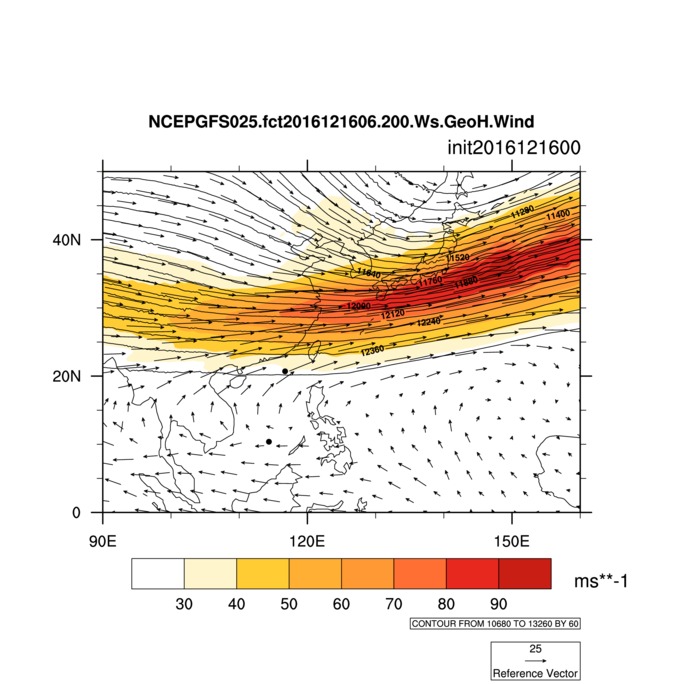 NCEPGFS025.fct2016121606.200.Ws.GeoH.Wind
init2016121600
11280
11400
40N
11520
11640
11760
11880
12000
12120
12240
12360
20N
0
90E 120E 150E
ms**-1
30 40 50 60 70 80 90
CONTOUR FROM 10680 TO 13260 BY 60
25
Reference Vector